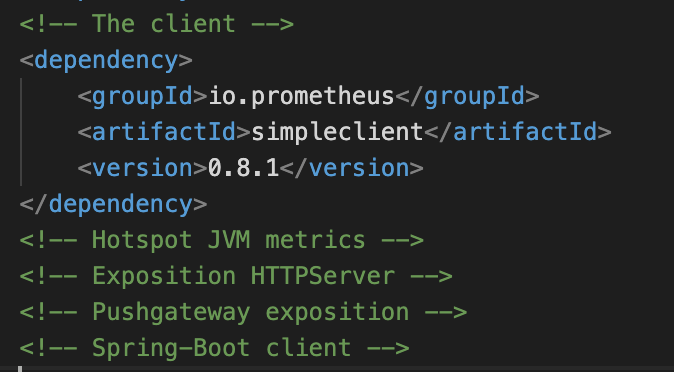 <!-- The client -->
<dependency>
    <groupId>io.prometheus</groupId>
    <artifactId>simpleclient</artifactId>
    <version>0.8.1</version>
</dependency>
<!-- Hotspot JVM metrics -->
<!-- Exposition HTTPServer -->
<!-- Pushgateway exposition -->
<!-- Spring-Boot client -->